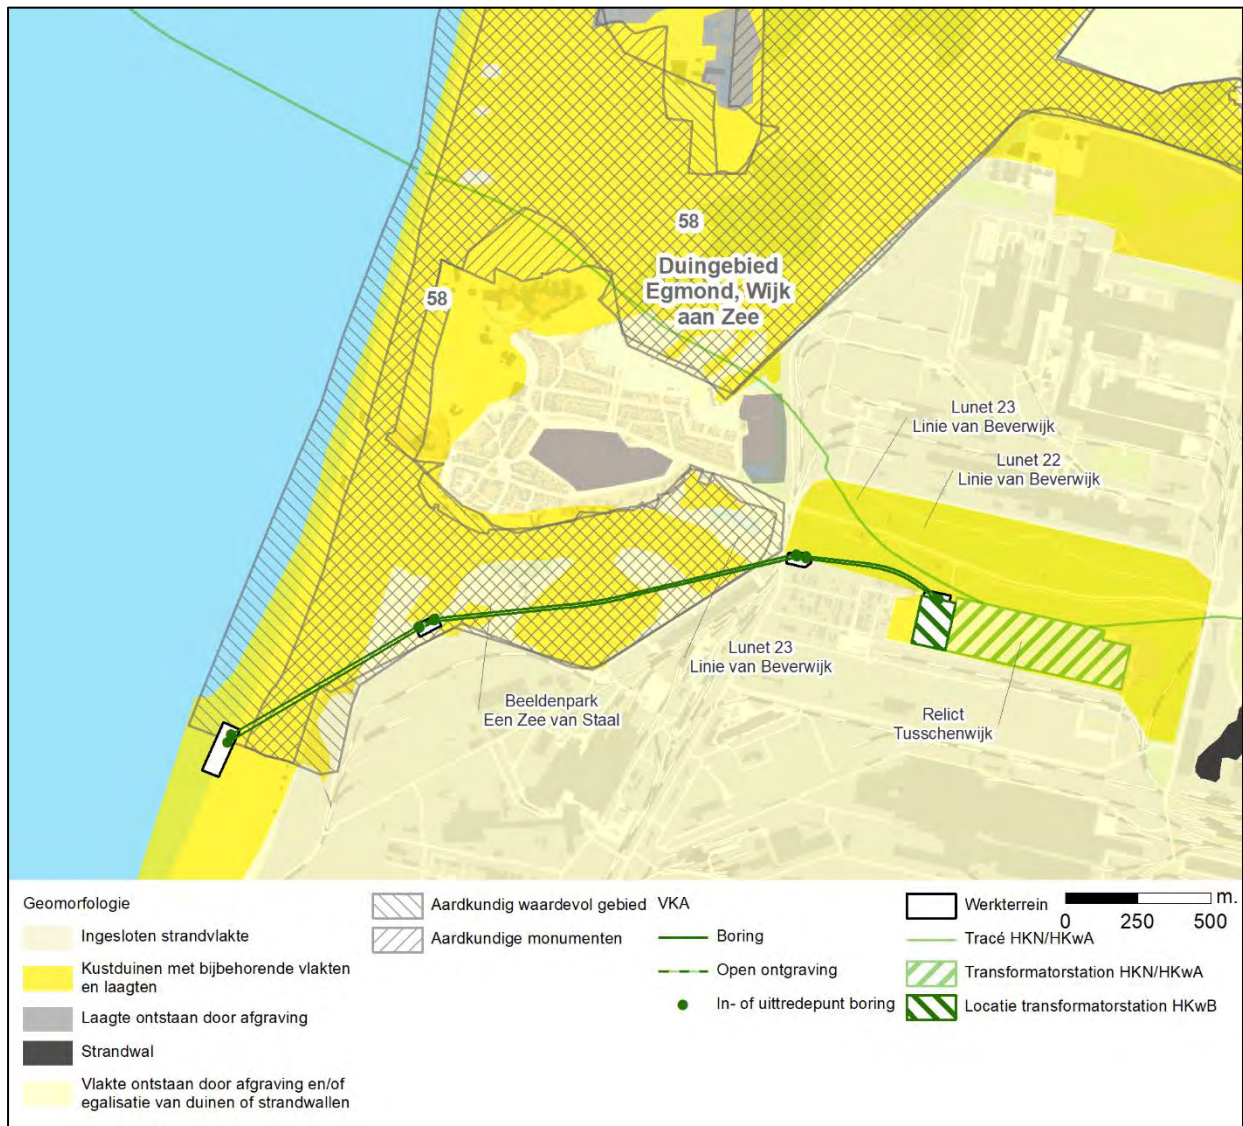 58
Duingebied
Egmond, Wijk
aan Zee
58
Lunet 23
Linie van Beverwijk
Lunet 22
Linie van Beverwijk
Lunet 23
Linie van Beverwijk
Beeldenpark
Een Zee van Staal
Relict
Tusschenwijk
Geomorfologie
Ingesloten strandvlakte
Kustduinen met bijbehorende vlakten
en laagten
Laagte ontstaan door afgraving
Strandwal
Vlakte ontstaan door afgraving en/of
egalisatie van duinen of strandwallen
Aardkundig waardevol gebied
Aardkundige monumenten
VKA
Boring
Open ontgraving
In- of uittredepunt boring
Werkterrein
Tracé HKN/HKwA
Transformatorstation HKN/HKwA
Locatie transformatorstation HKwB
m.
0 250 500